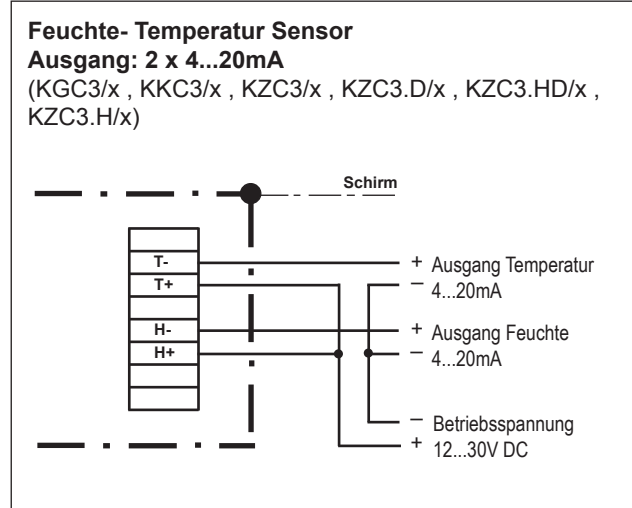 Feuchte- Temperatur Sensor
Ausgang: 2 x 4...20mA
(KGC3/x , KKC3/x , KZC3/x , KZC3.D/x , KZC3.HD/x ,
KZC3.H/x)
Schirm
T-
+ Ausgang Temperatur
T+
− 4...20mA
H-
+ Ausgang Feuchte
H+
− 4...20mA
− Betriebsspannung
+ 12...30V DC